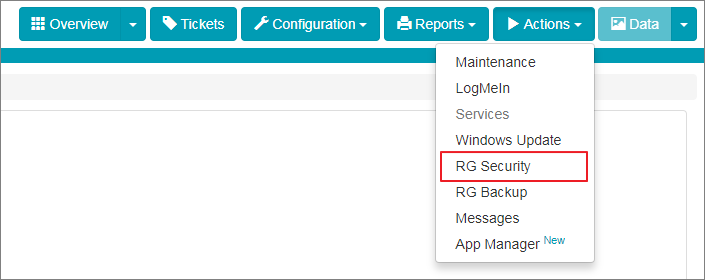 Overview Tickets Configuration Reports Actions Data
Maintenance
LogMeIn
Services
Windows Update
RG Security
RG Backup
Messages
App Manager New